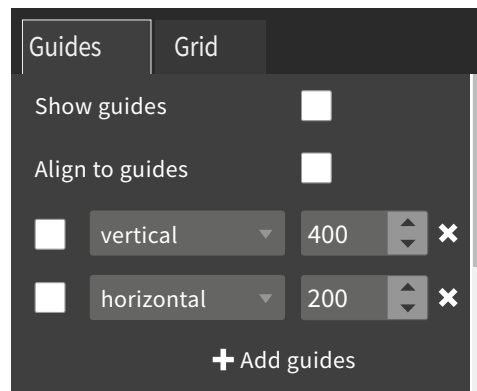 Guides Grid
Show guides
Align to guides
vertical 400
horizontal 200
Add guides